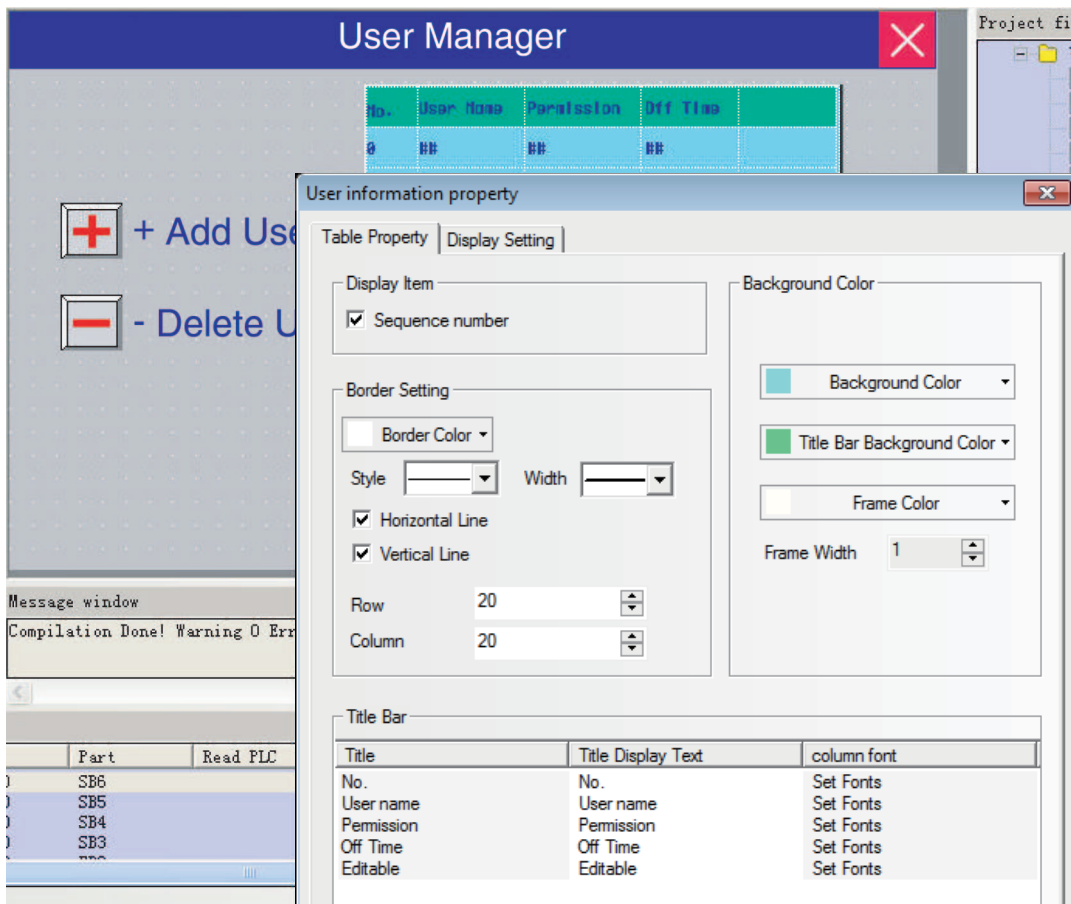 User Manager
Project fi
No. User Name Permission Off Time
0 ## ## ##
User information property
+ Add Use
Table Property Display Setting
Display Item
Background Color
Sequence number
- Delete U
Background Color
Border Setting
Border Color
Title Bar Background Color
Style Width
Frame Color
Horizontal Line
Vertical Line
Frame Width 1
Message window
Row 20
Compilation Done! Warning 0 Err
Column 20
Title Bar
Part Read PLC
Title Title Display Text column font
SB6
No. No. Set Fonts
SB5
User name User name Set Fonts
SB4
Permission Permission Set Fonts
SB3
Off Time Off Time Set Fonts
Editable Editable Set Fonts